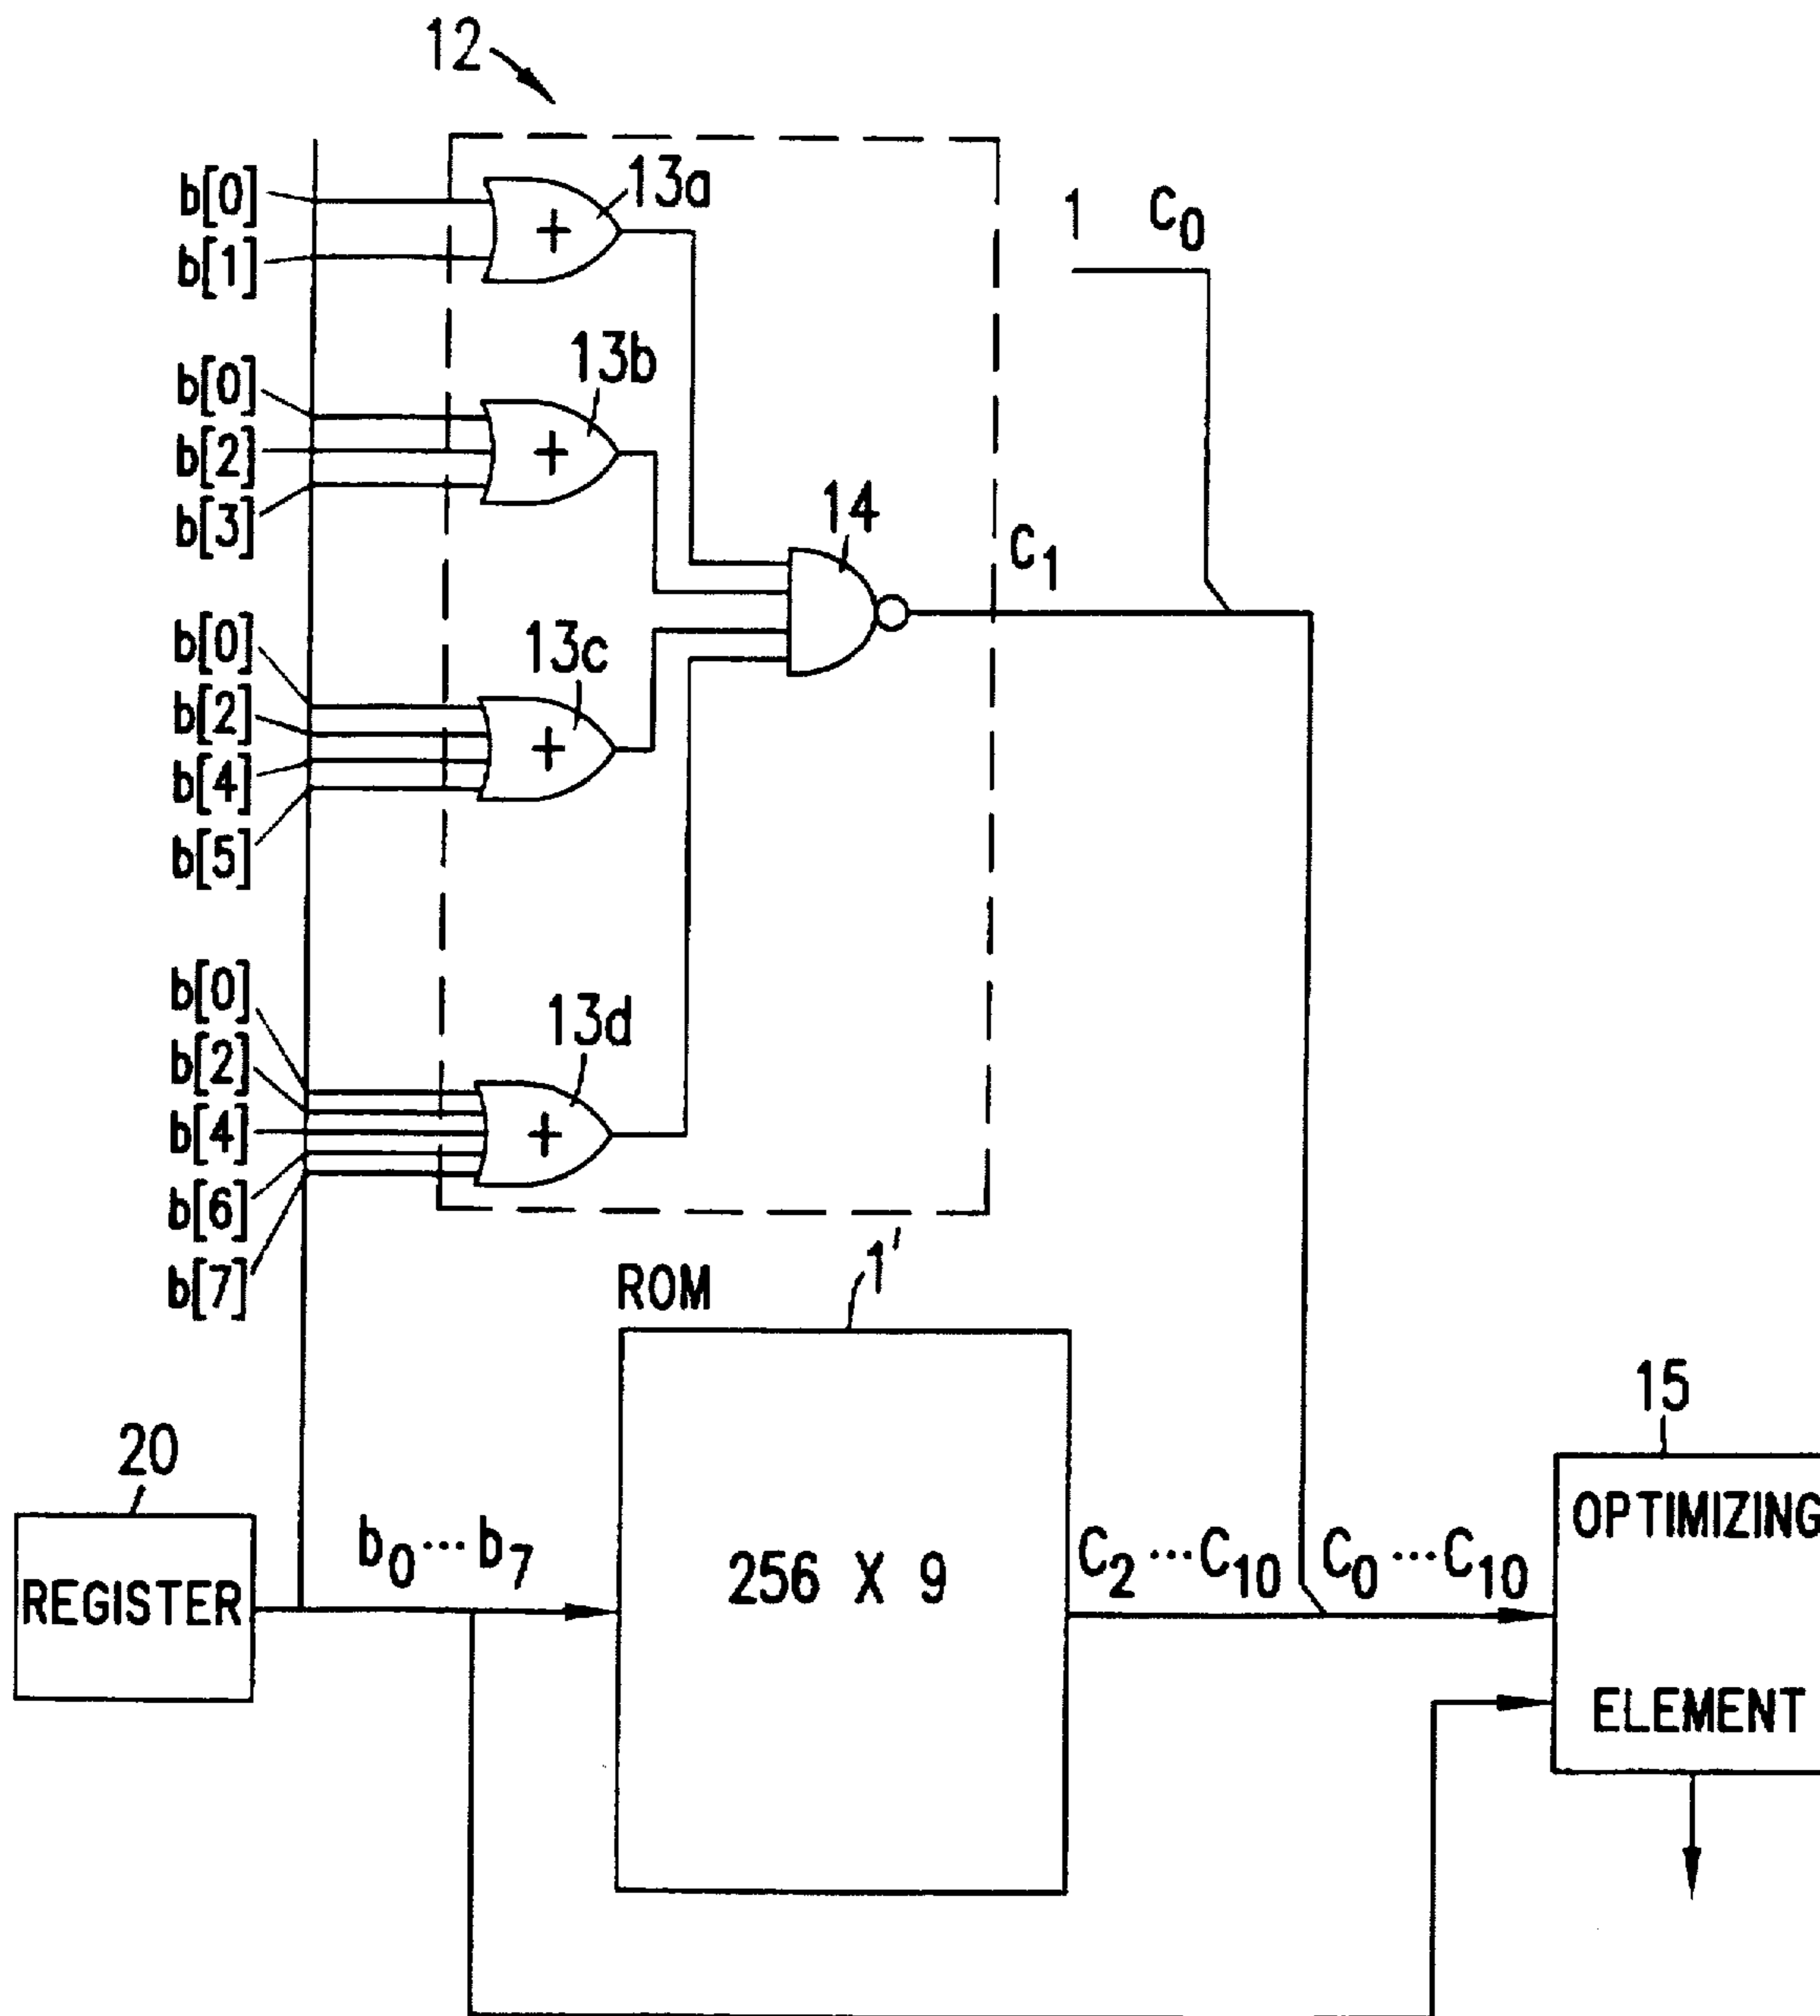 12
b[0]
b[1]
13a
+
1 C0
b[0]
b[2]
b[3]
13b
+
14
C1
b[0]
b[2]
b[4]
b[5]
13c
+
b[0]
b[2]
b[4]
b[6]
b[7]
13d
+
ROM
1'
256 X 9
20
REGISTER
b0...b7
C2...C10
C0...C10
15
OPTIMIZING
ELEMENT